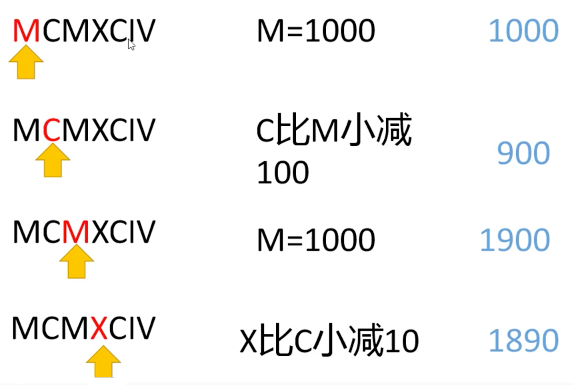 MCMXCIV M=1000 1000
MCMXCIV C比M小减
100 900
MCMXCIV M=1000 1900
MCMXCIV X比C小减10 1890